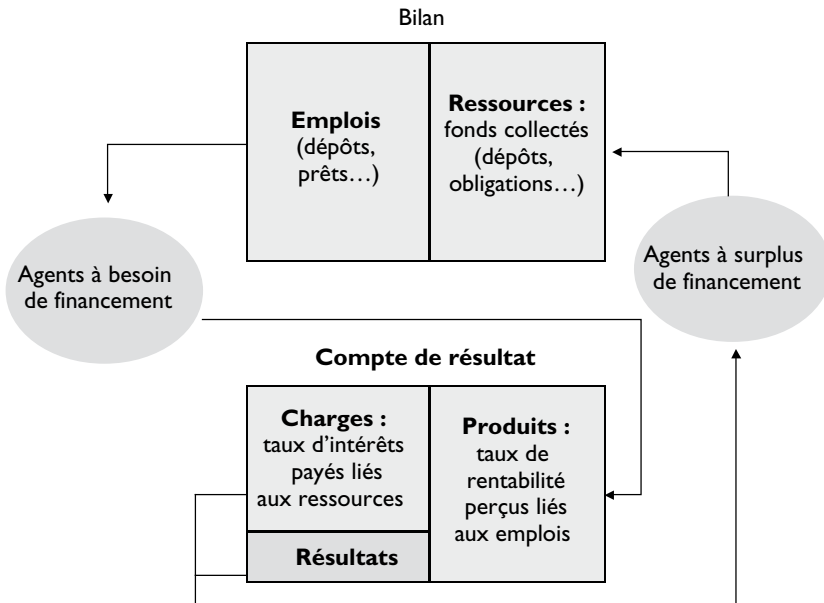 Bilan
Emplois
(dépôts,
prêts…)
Ressources :
fonds collectés
(dépôts,
obligations…)
Agents à besoin
de financement
Agents à surplus
de financement
Compte de résultat
Charges :
taux d’intérêts
payés liés
aux ressources
Résultats
Produits :
taux de
rentabilité
perçus liés
aux emplois